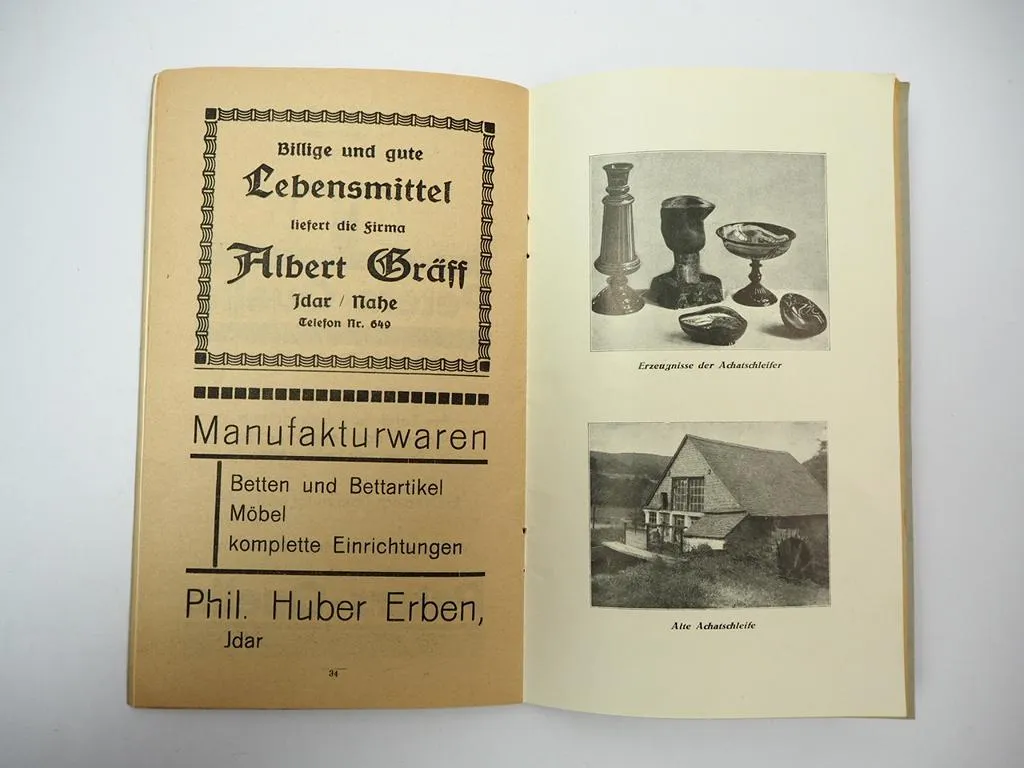 Billige und gute
Lebensmittel
liefert die Firma
Albert Gräff
Idar / Nahe
Telefon Nr. 649
Manufakturwaren
Betten und Bettartikel
Möbel
komplette Einrichtungen
Phil. Huber Erben,
Jdar
34
Erzeugnisse der Achatschleifer
Alte Achatschleife